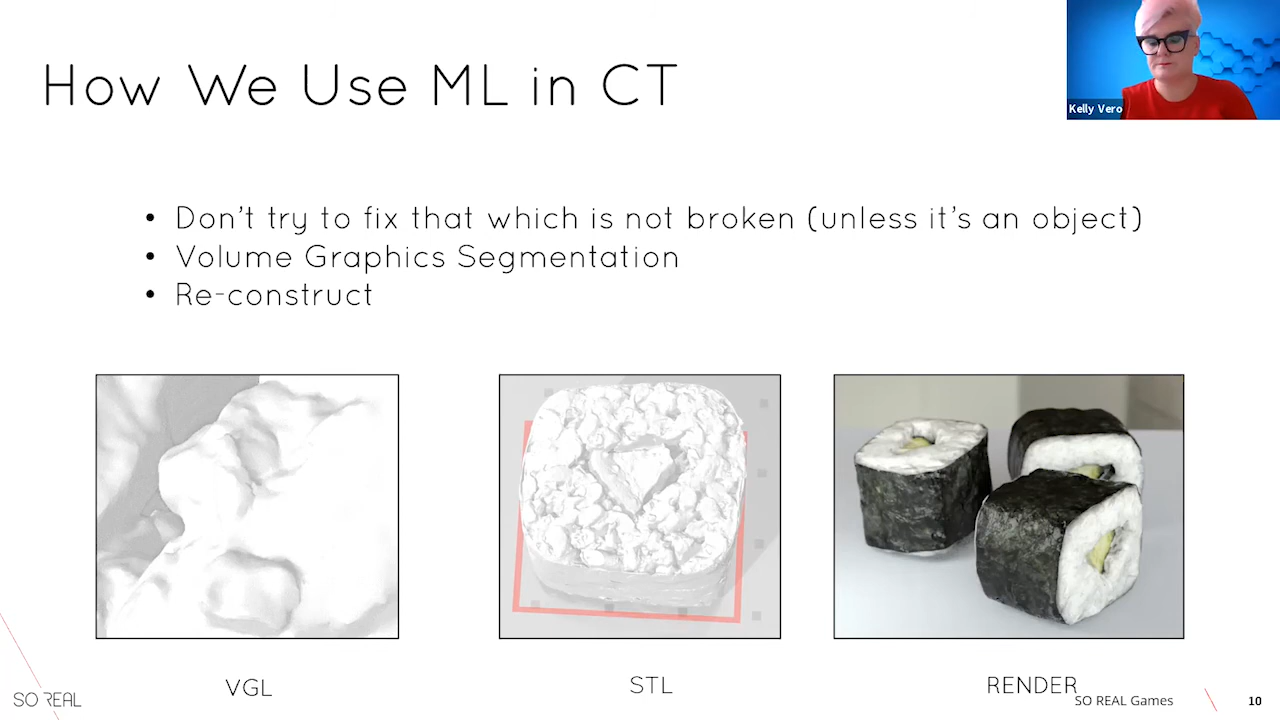 How We Use ML in CT
Kelly Vero
• Don't try to fix that which is not broken (unless it's an object)
• Volume Graphics Segmentation
• Re-construct
VGL
STL
RENDER
SO REAL
SO REAL Games
10